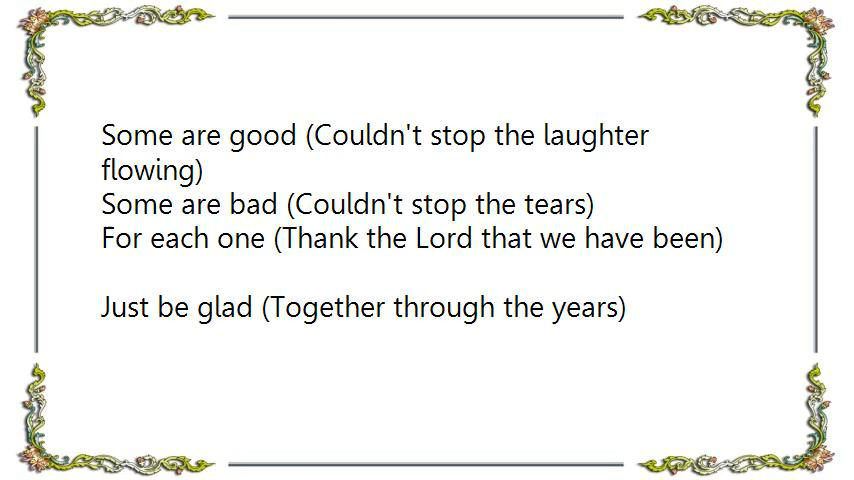 Some are good (Couldn't stop the laughter
flowing)
Some are bad (Couldn't stop the tears)
For each one (Thank the Lord that we have been)
Just be glad (Together through the years)